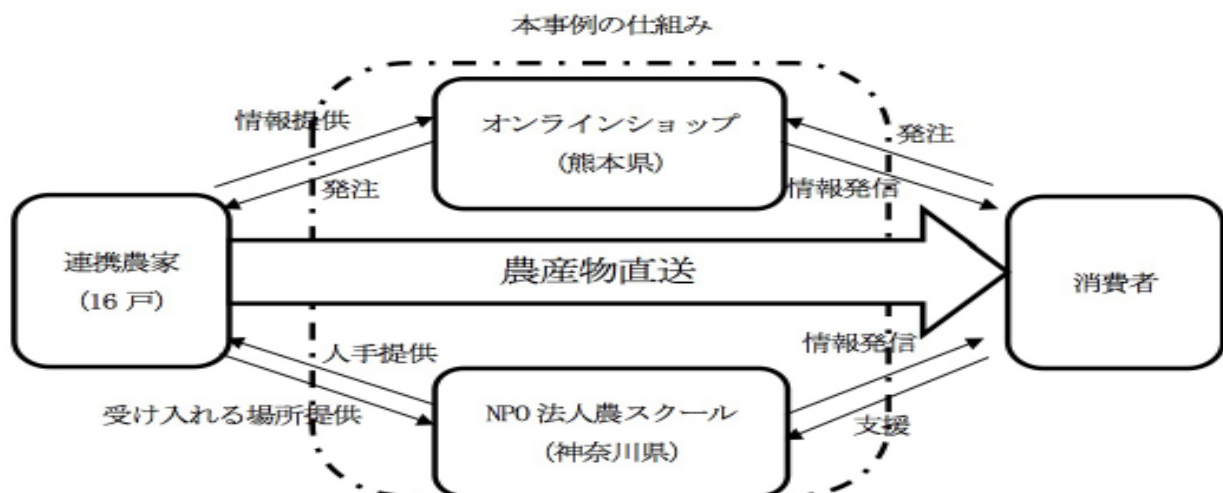 本事例の仕組み
情報提供
オンラインショップ
(熊本県)
発注
発注
情報発信
連携農家
(16 戸)
農産物直送
消費者
人手提供
情報発信
受け入れる場所提供
NPO 法人農スクール
(神奈川県)
支援